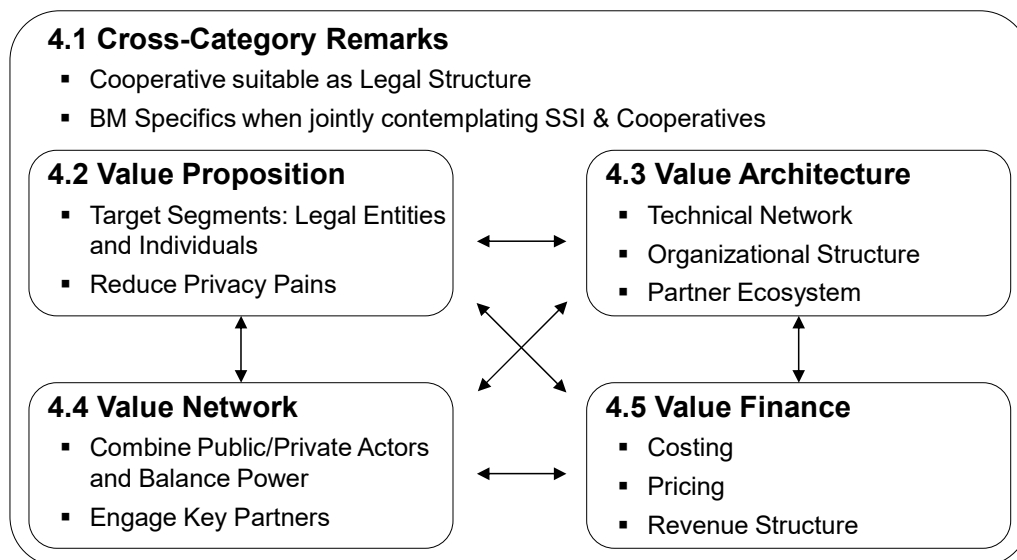 4.1 Cross-Category Remarks
▪ Cooperative suitable as Legal Structure
▪ BM Specifics when jointly contemplating SSI & Cooperatives
4.2 Value Proposition
▪ Target Segments: Legal Entities
and Individuals
▪ Reduce Privacy Pains
4.3 Value Architecture
▪ Technical Network
▪ Organizational Structure
▪ Partner Ecosystem
4.4 Value Network
▪ Combine Public/Private Actors
and Balance Power
▪ Engage Key Partners
4.5 Value Finance
▪ Costing
▪ Pricing
▪ Revenue Structure